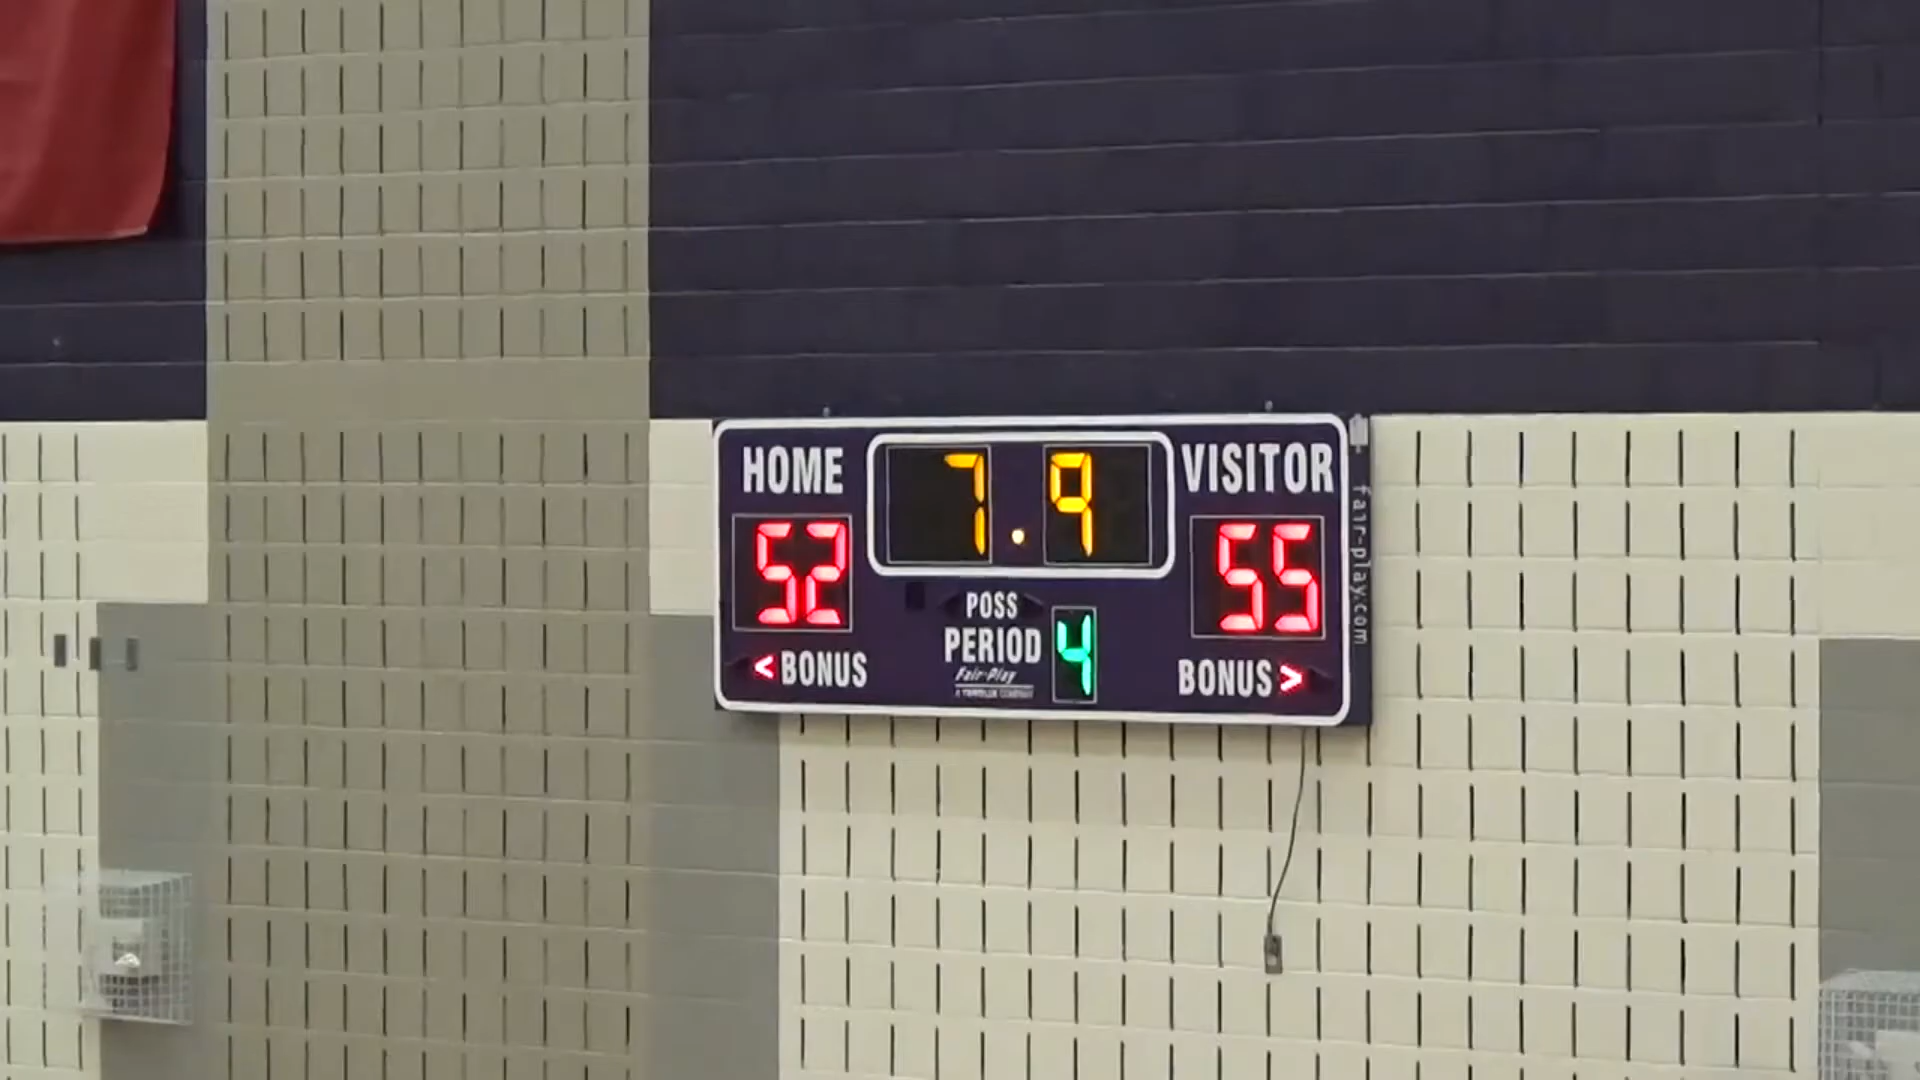 HOME 7.9 VISITOR
52 55
POSS
PERIOD 4
Fair-Play
<BONUS BONUS>
fair-play.com